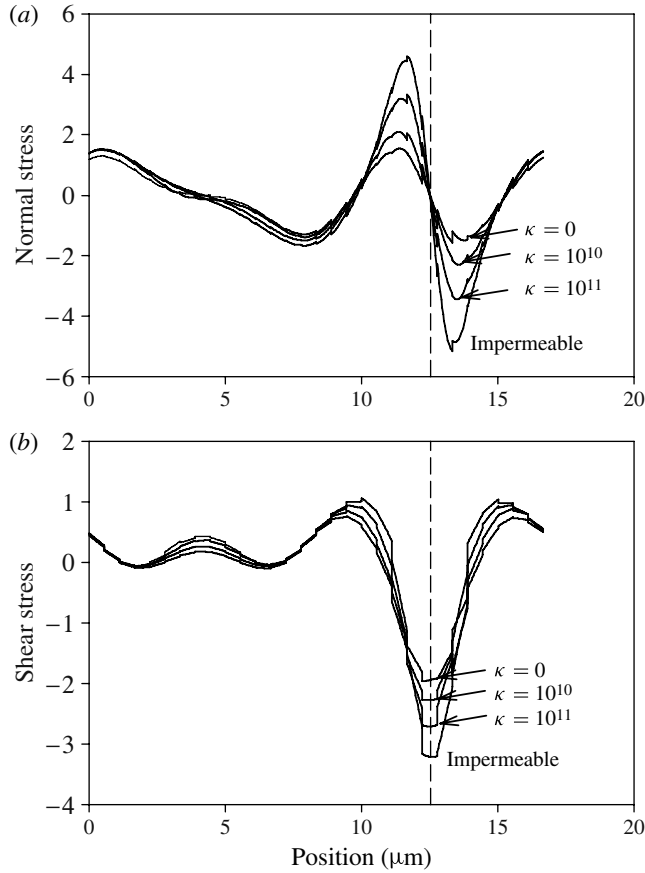 (a)
6
4
2
0
−2
−4
−6
Normal stress
κ = 0
κ = 10¹⁰
κ = 10¹¹
Impermeable
0 5 10 15 20
(b)
2
1
0
−1
−2
−3
−4
Shear stress
κ = 0
κ = 10¹⁰
κ = 10¹¹
Impermeable
0 5 10 15 20
Position (μm)